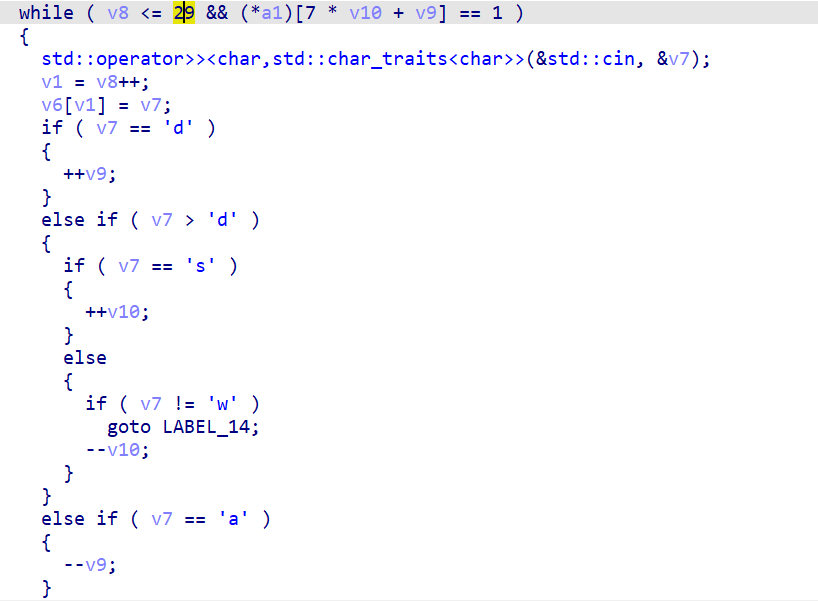 while ( v8 <= 29 && (*a1)[7 * v10 + v9] == 1 )
{
  std::operator>><char,std::char_traits<char>>(&std::cin, &v7);
  v1 = v8++;
  v6[v1] = v7;
  if ( v7 == 'd' )
  {
    ++v9;
  }
  else if ( v7 > 'd' )
  {
    if ( v7 == 's' )
    {
      ++v10;
    }
    else
    {
      if ( v7 != 'w' )
        goto LABEL_14;
      --v10;
    }
  }
  else if ( v7 == 'a' )
  {
    --v9;
  }